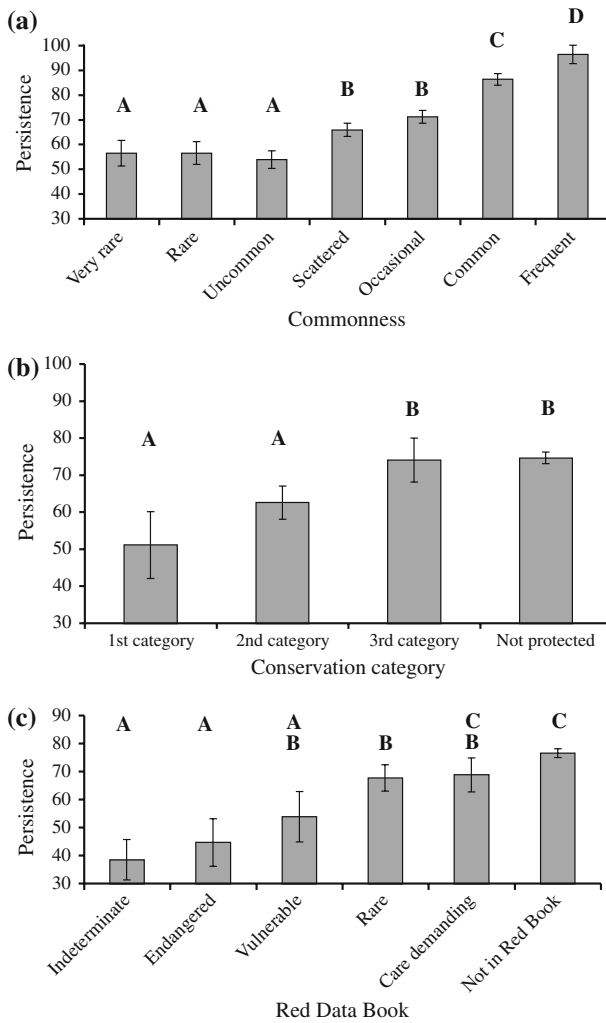 (a)
A A A B B C D
100
90
80
70
60
50
40
30
Persistence
Very rare
Rare
Uncommon
Scattered
Occasional
Common
Frequent
Commonness
(b)
A A B B
100
90
80
70
60
50
40
30
Persistence
1st category 2nd category 3rd category Not protected
Conservation category
(c)
A A A B C C
B B
90
80
70
60
50
40
30
Persistence
Indeterminate
Endangered
Vulnerable
Rare
Care demanding
Not in Red Book
Red Data Book